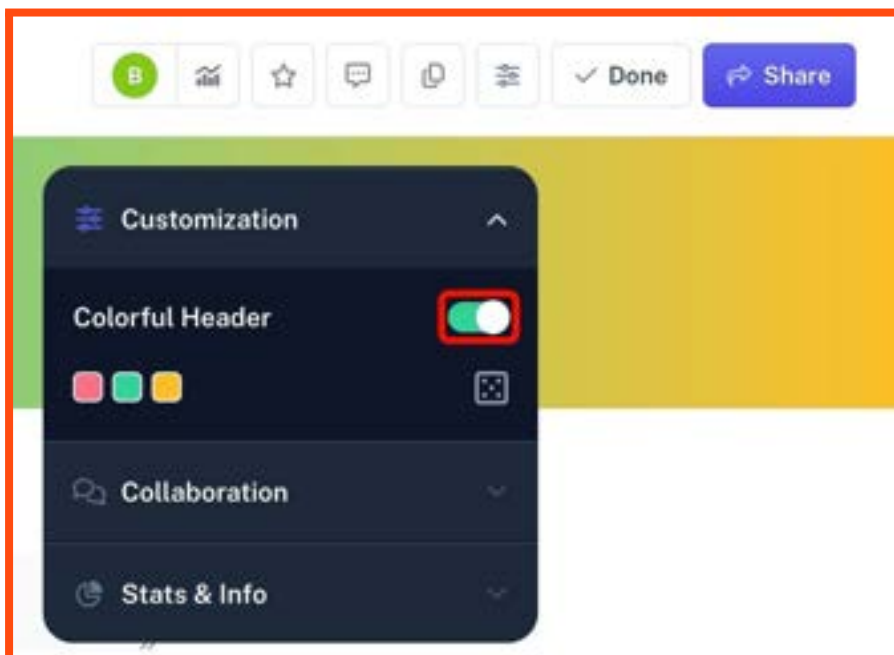 B
Done
Share
Customization
Colorful Header
Collaboration
Stats & Info